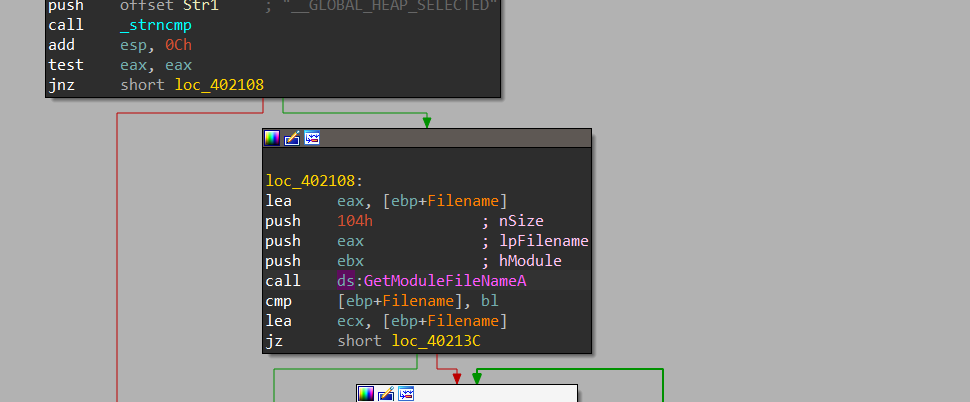 push offset Str1 ; "__GLOBAL_HEAP_SELECTED"
call _strncmp
add esp, 0Ch
test eax, eax
jnz short loc_402108
loc_402108:
lea eax, [ebp+Filename]
push 104h ; nSize
push eax ; lpFilename
push ebx ; hModule
call ds:GetModuleFileNameA
cmp [ebp+Filename], bl
lea ecx, [ebp+Filename]
jz short loc_40213C